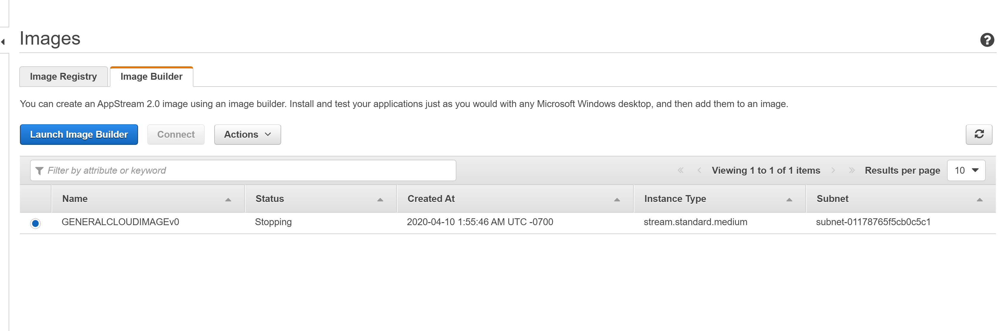 Images
Image Registry
Image Builder
You can create an AppStream 2.0 image using an image builder. Install and test your applications just as you would with any Microsoft Windows desktop, and then add them to an image.
Launch Image Builder
Connect
Actions
Filter by attribute or keyword
Viewing 1 to 1 of 1 items
Results per page
10
Name
Status
Created At
Instance Type
Subnet
GENERALCLOUDIMAGEv0
Stopping
2020-04-10 1:55:46 AM UTC -0700
stream.standard.medium
subnet-01178765f5cb0c5c1